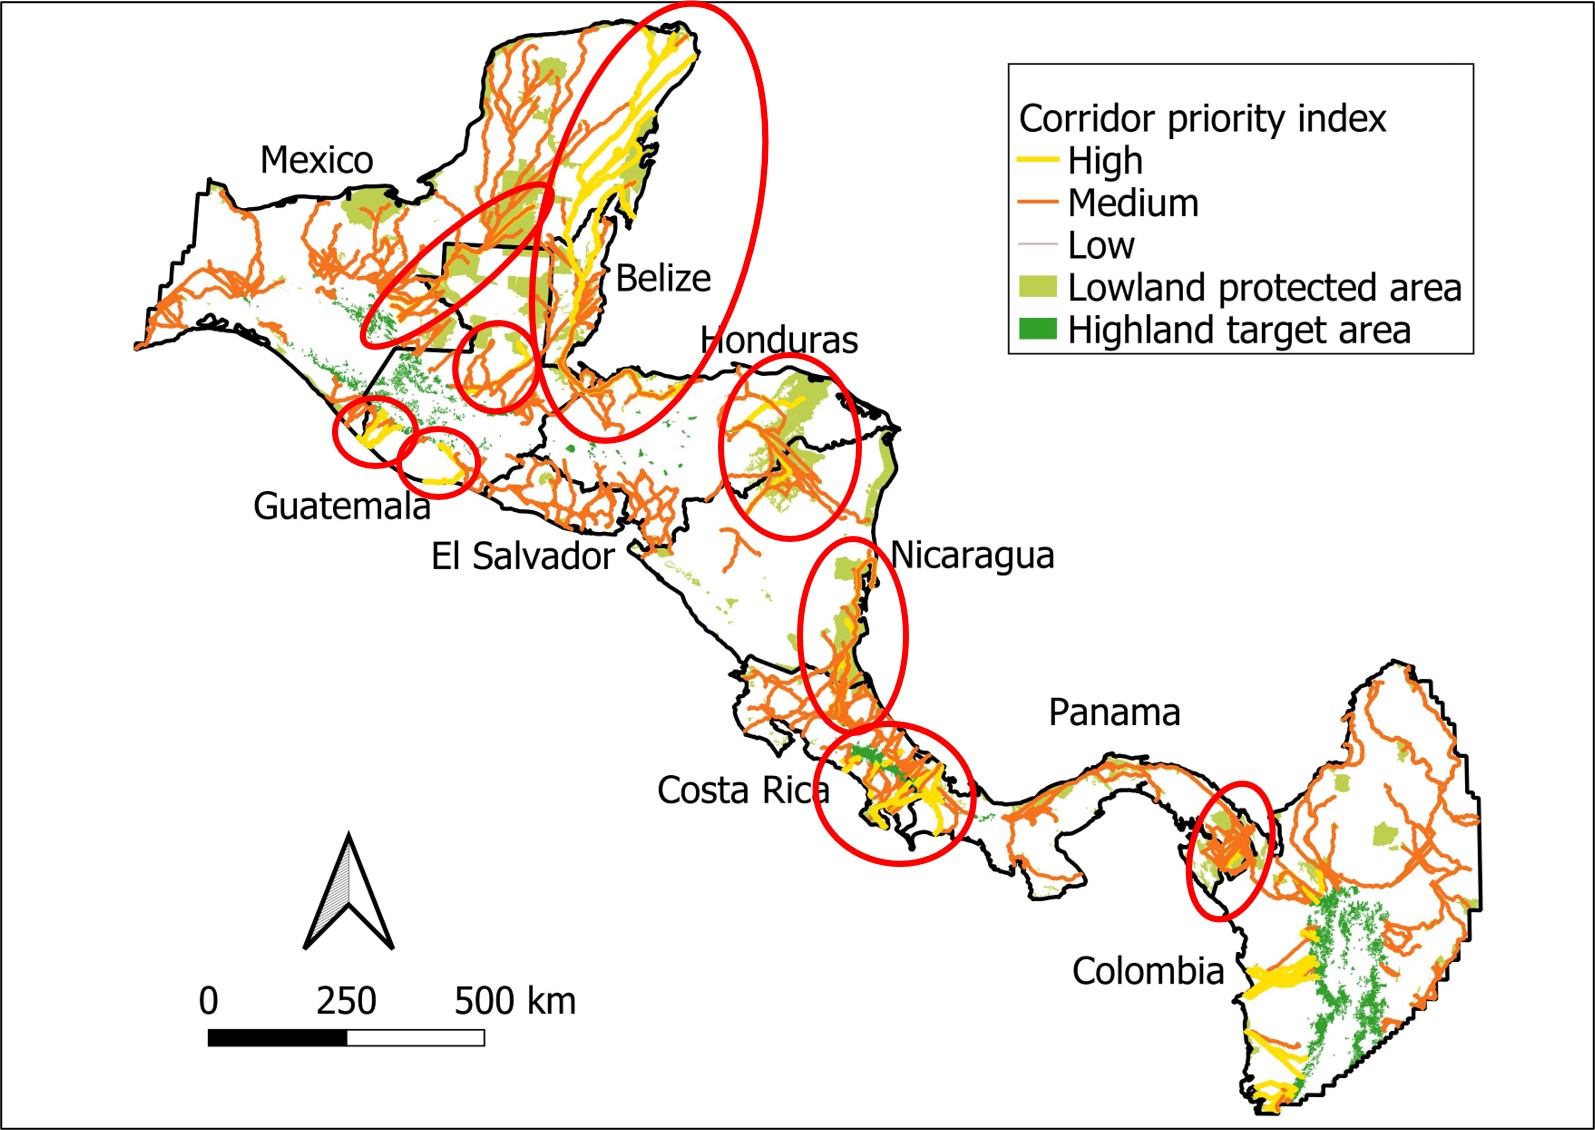 Corridor priority index
High
Medium
Low
Lowland protected area
Highland target area
Mexico
Belize
Honduras
Guatemala
El Salvador
Nicaragua
Panama
Costa Rica
Colombia
0 250 500 km